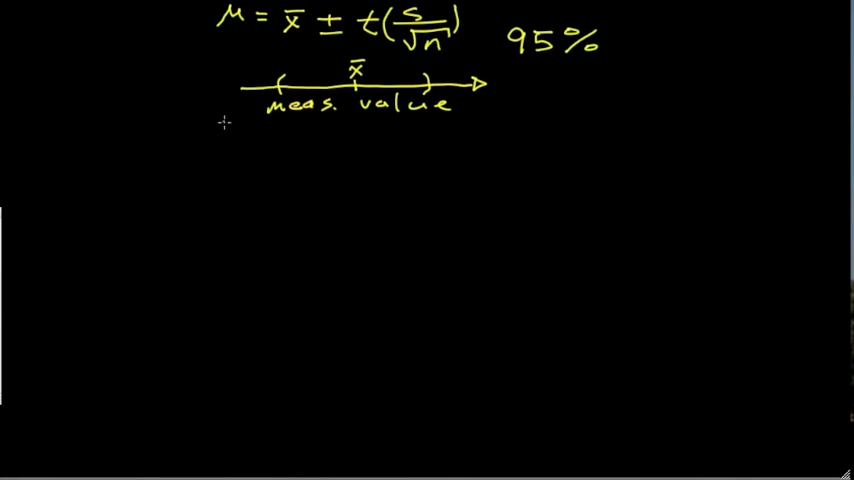 μ = x̄ ± t(s/√n) 95%
x̄
meas. value